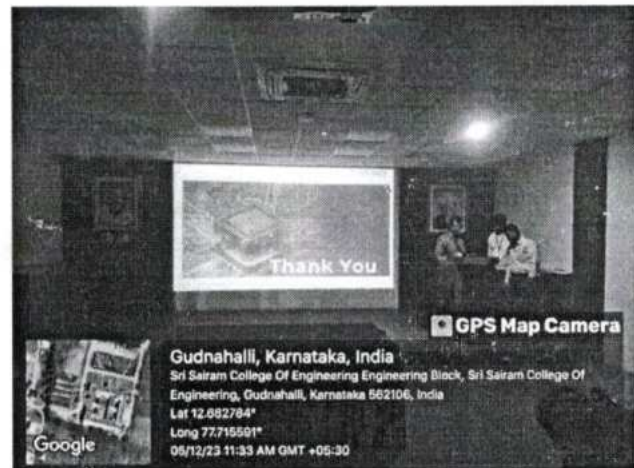 Thank You
GPS Map Camera
Gudnahalli, Karnataka, India
Sri Sairam College Of Engineering Engineering Block, Sri Sairam College Of
Engineering, Gudnahalli, Karnataka 562106, India
Lat 12.662784°
Long 77.715591°
05/12/23 11:33 AM GMT +05:30
Google